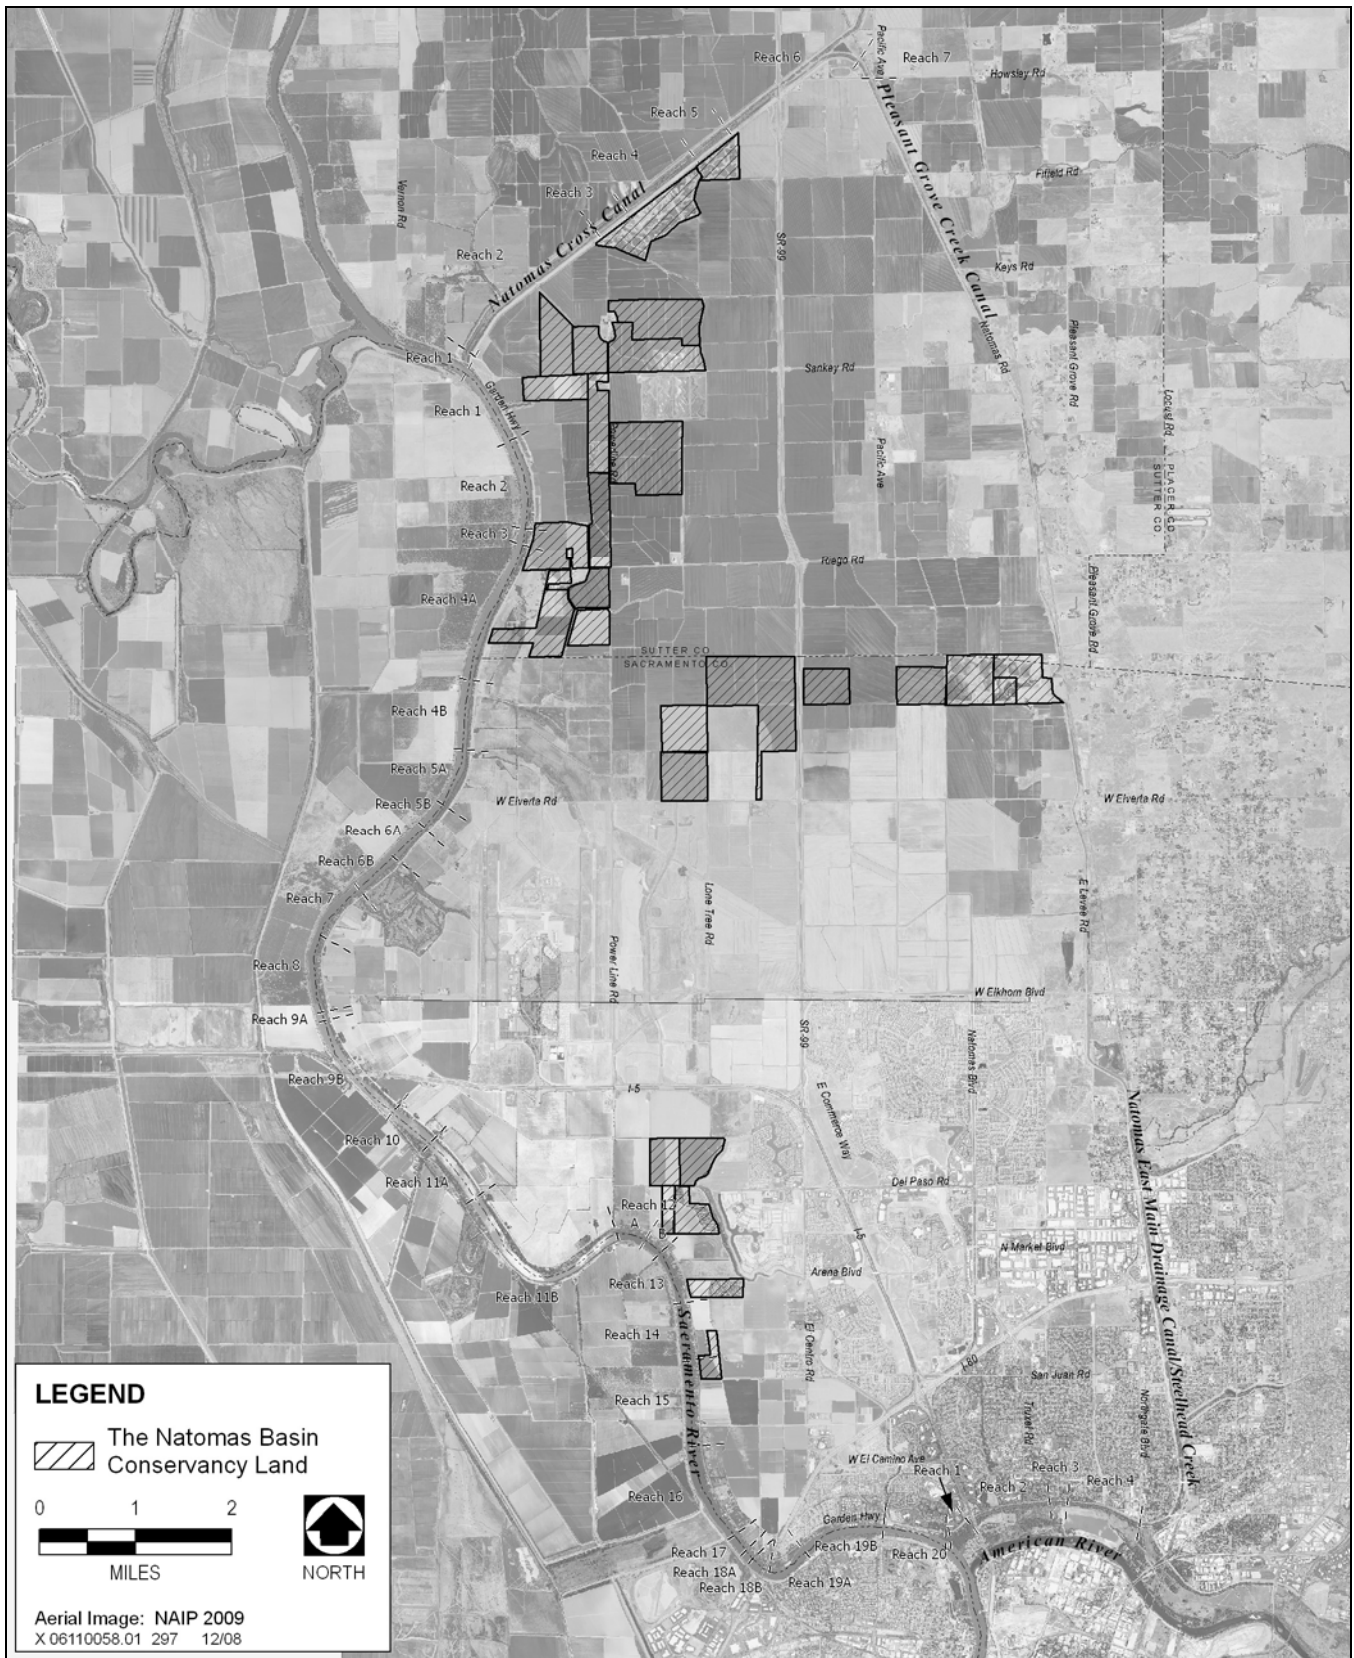 Reach 6
Pacific Ave
Reach 7
Howsley Rd
Reach 5
Pleasant Grove Creek Canal
Reach 4
Fifield Rd
Reach 3
Vernon Rd
Natomas Cross Canal
SR-99
Reach 2
Keys Rd
Natomas Rd
Pleasant Grove Rd
Reach 1
Sankey Rd
Garden Hwy
Locust Rd
Reach 1
Powerline Rd
Pacific Ave
PLACER CO
SUTTER CO
Reach 2
Reach 3
Riego Rd
Pleasant Grove Rd
Reach 4A
SUTTER CO
SACRAMENTO CO
Reach 4B
Reach 5A
W Elverta Rd
W Elverta Rd
Reach 5B
Reach 6A
Reach 6B
Reach 7
Lone Tree Rd
E Levee Rd
Power Line Rd
Reach 8
W Elkhorn Blvd
Reach 9A
SR-99
Natomas Blvd
Reach 9B
I-5
E Commerce Way
Natomas East Main Drainage Canal/Steelhead Creek
Reach 10
Reach 11A
Del Paso Rd
Reach 12
A
B
I-5
N Market Blvd
Arena Blvd
Reach 13
Reach 11B
Reach 14
Sacramento River
El Centro Rd
I-80
San Juan Rd
Reach 15
Truxel Rd
Northgate Blvd
W El Camino Ave
Reach 1
Reach 3
Reach 2
Reach 4
Reach 16
Garden Hwy
Reach 17
Reach 19B
Reach 20
American River
Reach 18A
Reach 18B
Reach 19A
LEGEND
The Natomas Basin
Conservancy Land
0 1 2
MILES
NORTH
Aerial Image: NAIP 2009
X 06110058.01 297 12/08